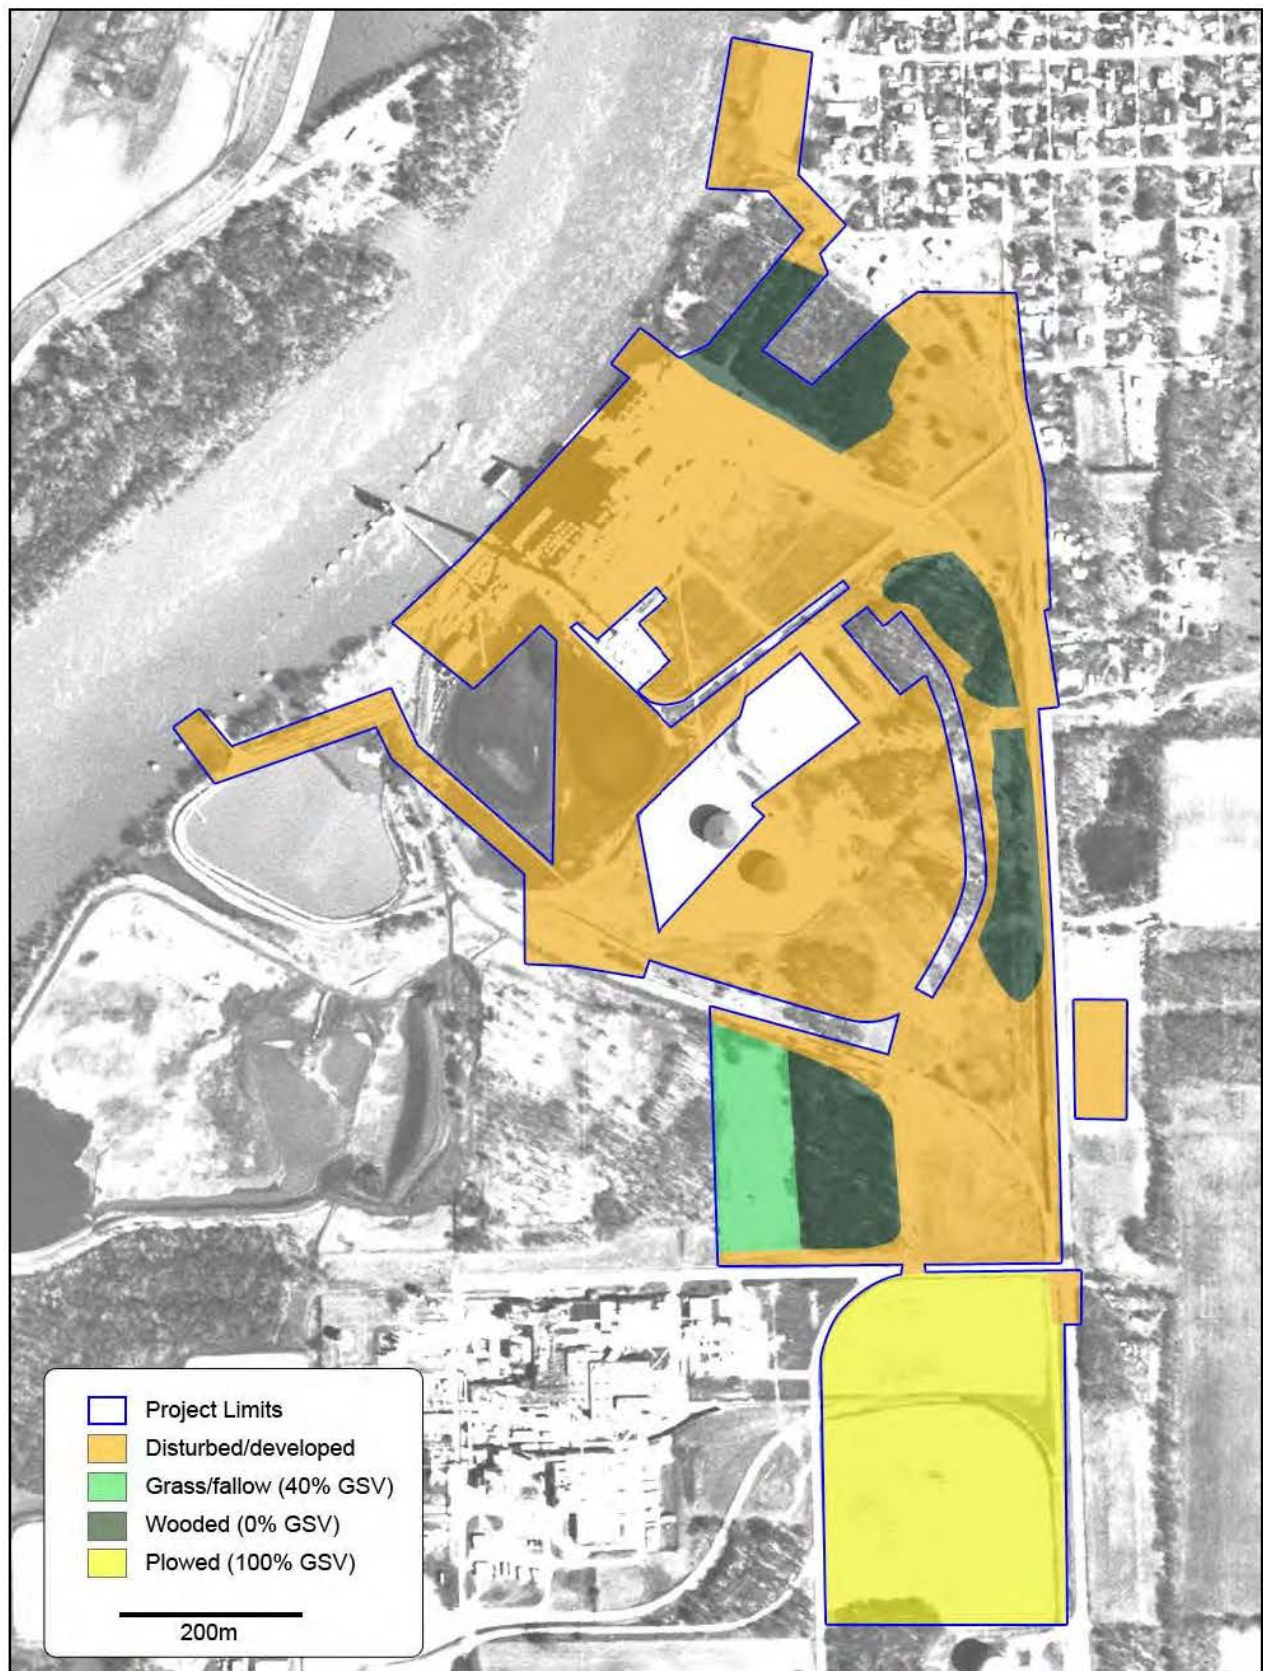 Project Limits
Disturbed/developed
Grass/fallow (40% GSV)
Wooded (0% GSV)
Plowed (100% GSV)
200m